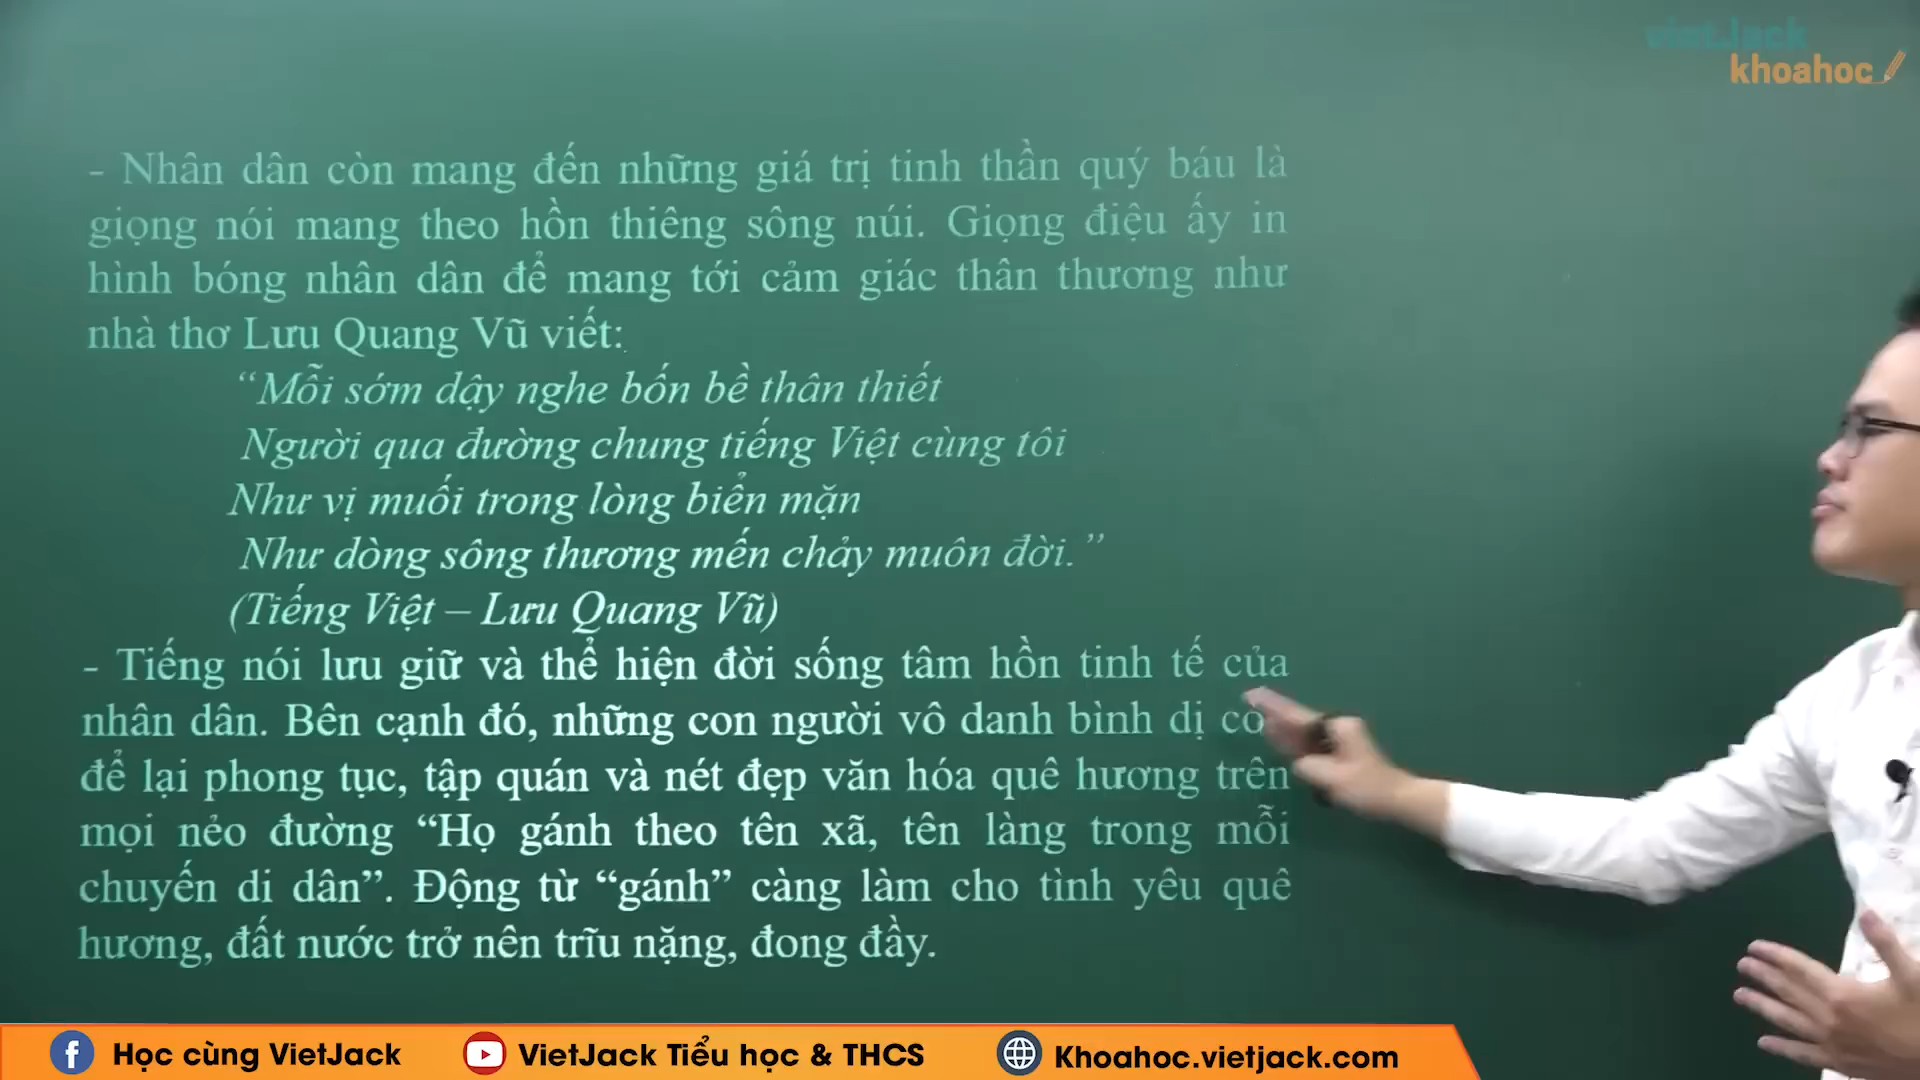 vietJack
khoahoc
- Nhân dân còn mang đến những giá trị tinh thần quý báu là
giọng nói mang theo hồn thiêng sông núi. Giọng điệu ấy in
hình bóng nhân dân để mang tới cảm giác thân thương như
nhà thơ Lưu Quang Vũ viết:
“Mỗi sớm dậy nghe bốn bề thân thiết
Người qua đường chung tiếng Việt cùng tôi
Như vị muối trong lòng biển mặn
Như dòng sông thương mến chảy muôn đời.”
(Tiếng Việt – Lưu Quang Vũ)
- Tiếng nói lưu giữ và thể hiện đời sống tâm hồn tinh tế của
nhân dân. Bên cạnh đó, những con người vô danh bình dị
để lại phong tục, tập quán và nét đẹp văn hóa quê hương trên
mọi nẻo đường “Họ gánh theo tên xã, tên làng trong mỗi
chuyến di dân”. Động từ “gánh” càng làm cho tình yêu quê
hương, đất nước trở nên trĩu nặng, đong đầy.
Học cùng VietJack
VietJack Tiểu học & THCS
Khoahoc.vietjack.com